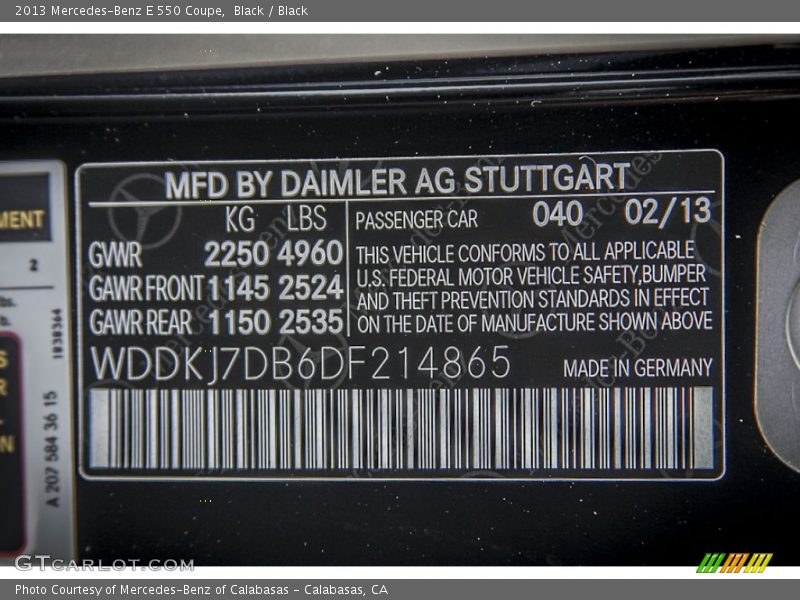 2013 Mercedes-Benz E 550 Coupe, Black / Black
MFD BY DAIMLER AG STUTTGART
KG LBS
GWR 2250 4960
GAWR FRONT 1145 2524
GAWR REAR 1150 2535
PASSENGER CAR 040 02/13
THIS VEHICLE CONFORMS TO ALL APPLICABLE
U.S. FEDERAL MOTOR VEHICLE SAFETY,BUMPER
AND THEFT PREVENTION STANDARDS IN EFFECT
ON THE DATE OF MANUFACTURE SHOWN ABOVE
WDDKJ7DB6DF214865
MADE IN GERMANY
MENT
2
A 207 584 36 15
1838364
GTCARLOT.COM
Photo Courtesy of Mercedes-Benz of Calabasas - Calabasas, CA